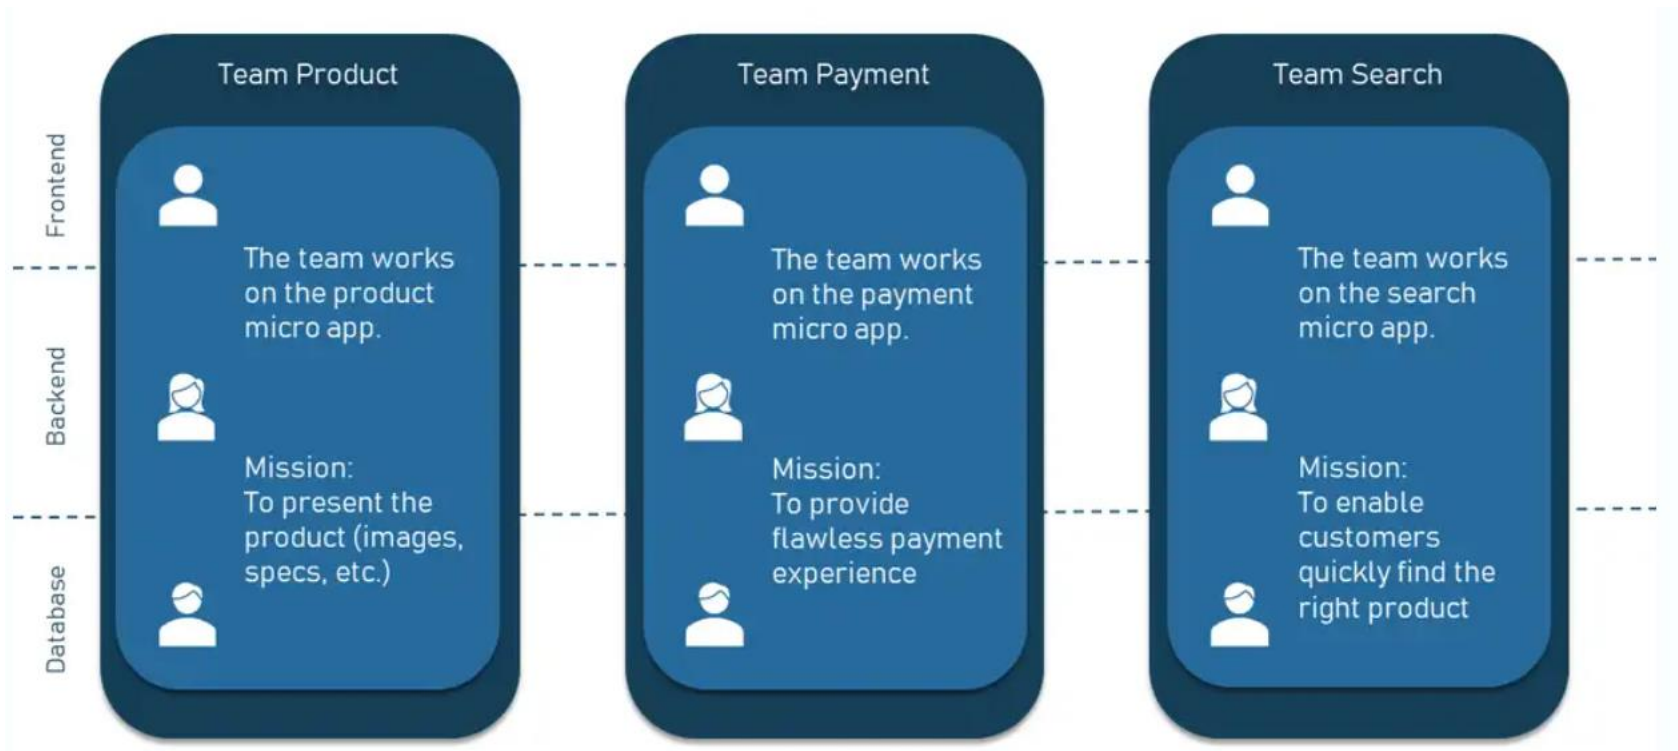 Team Product
Team Payment
Team Search
Frontend
Backend
Database
The team works
on the product
micro app.
Mission:
To present the
product (images,
specs, etc.)
The team works
on the payment
micro app.
Mission:
To provide
flawless payment
experience
The team works
on the search
micro app.
Mission:
To enable
customers
quickly find the
right product